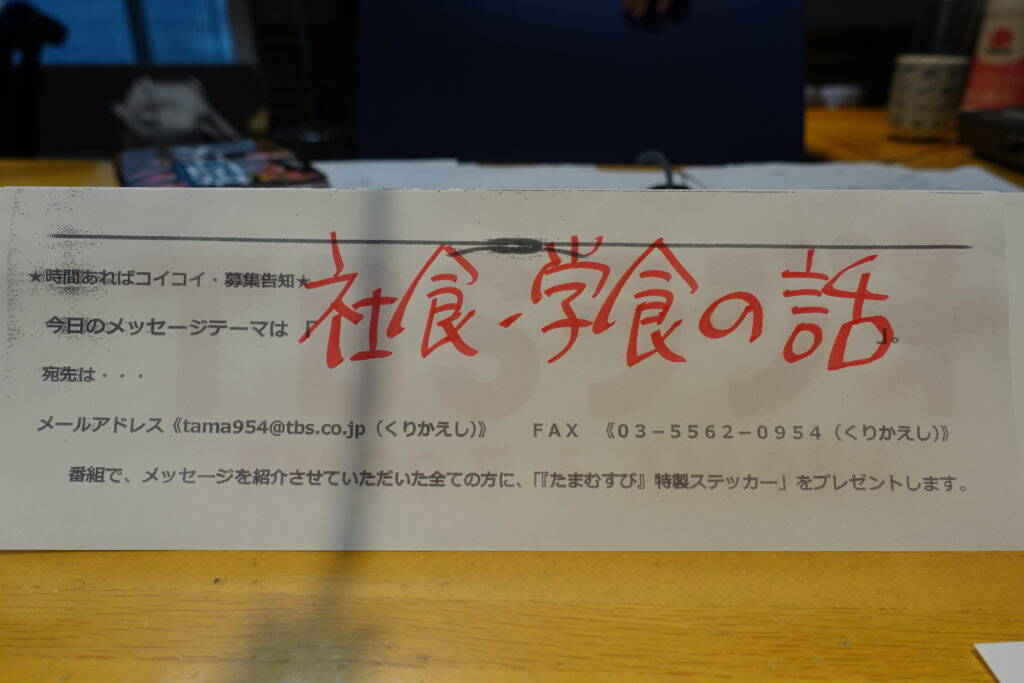 ★時間あればコイコイ・募集告知★
今日のメッセージテーマは「社食・学食の話」。
宛先は・・・
メールアドレス《tama954@tbs.co.jp（くりかえし）》　ＦＡＸ　《０３－５５６２－０９５４（くりかえし）》
番組で、メッセージを紹介させていただいた全ての方に、「『たまむすび』特製ステッカー」をプレゼントします。